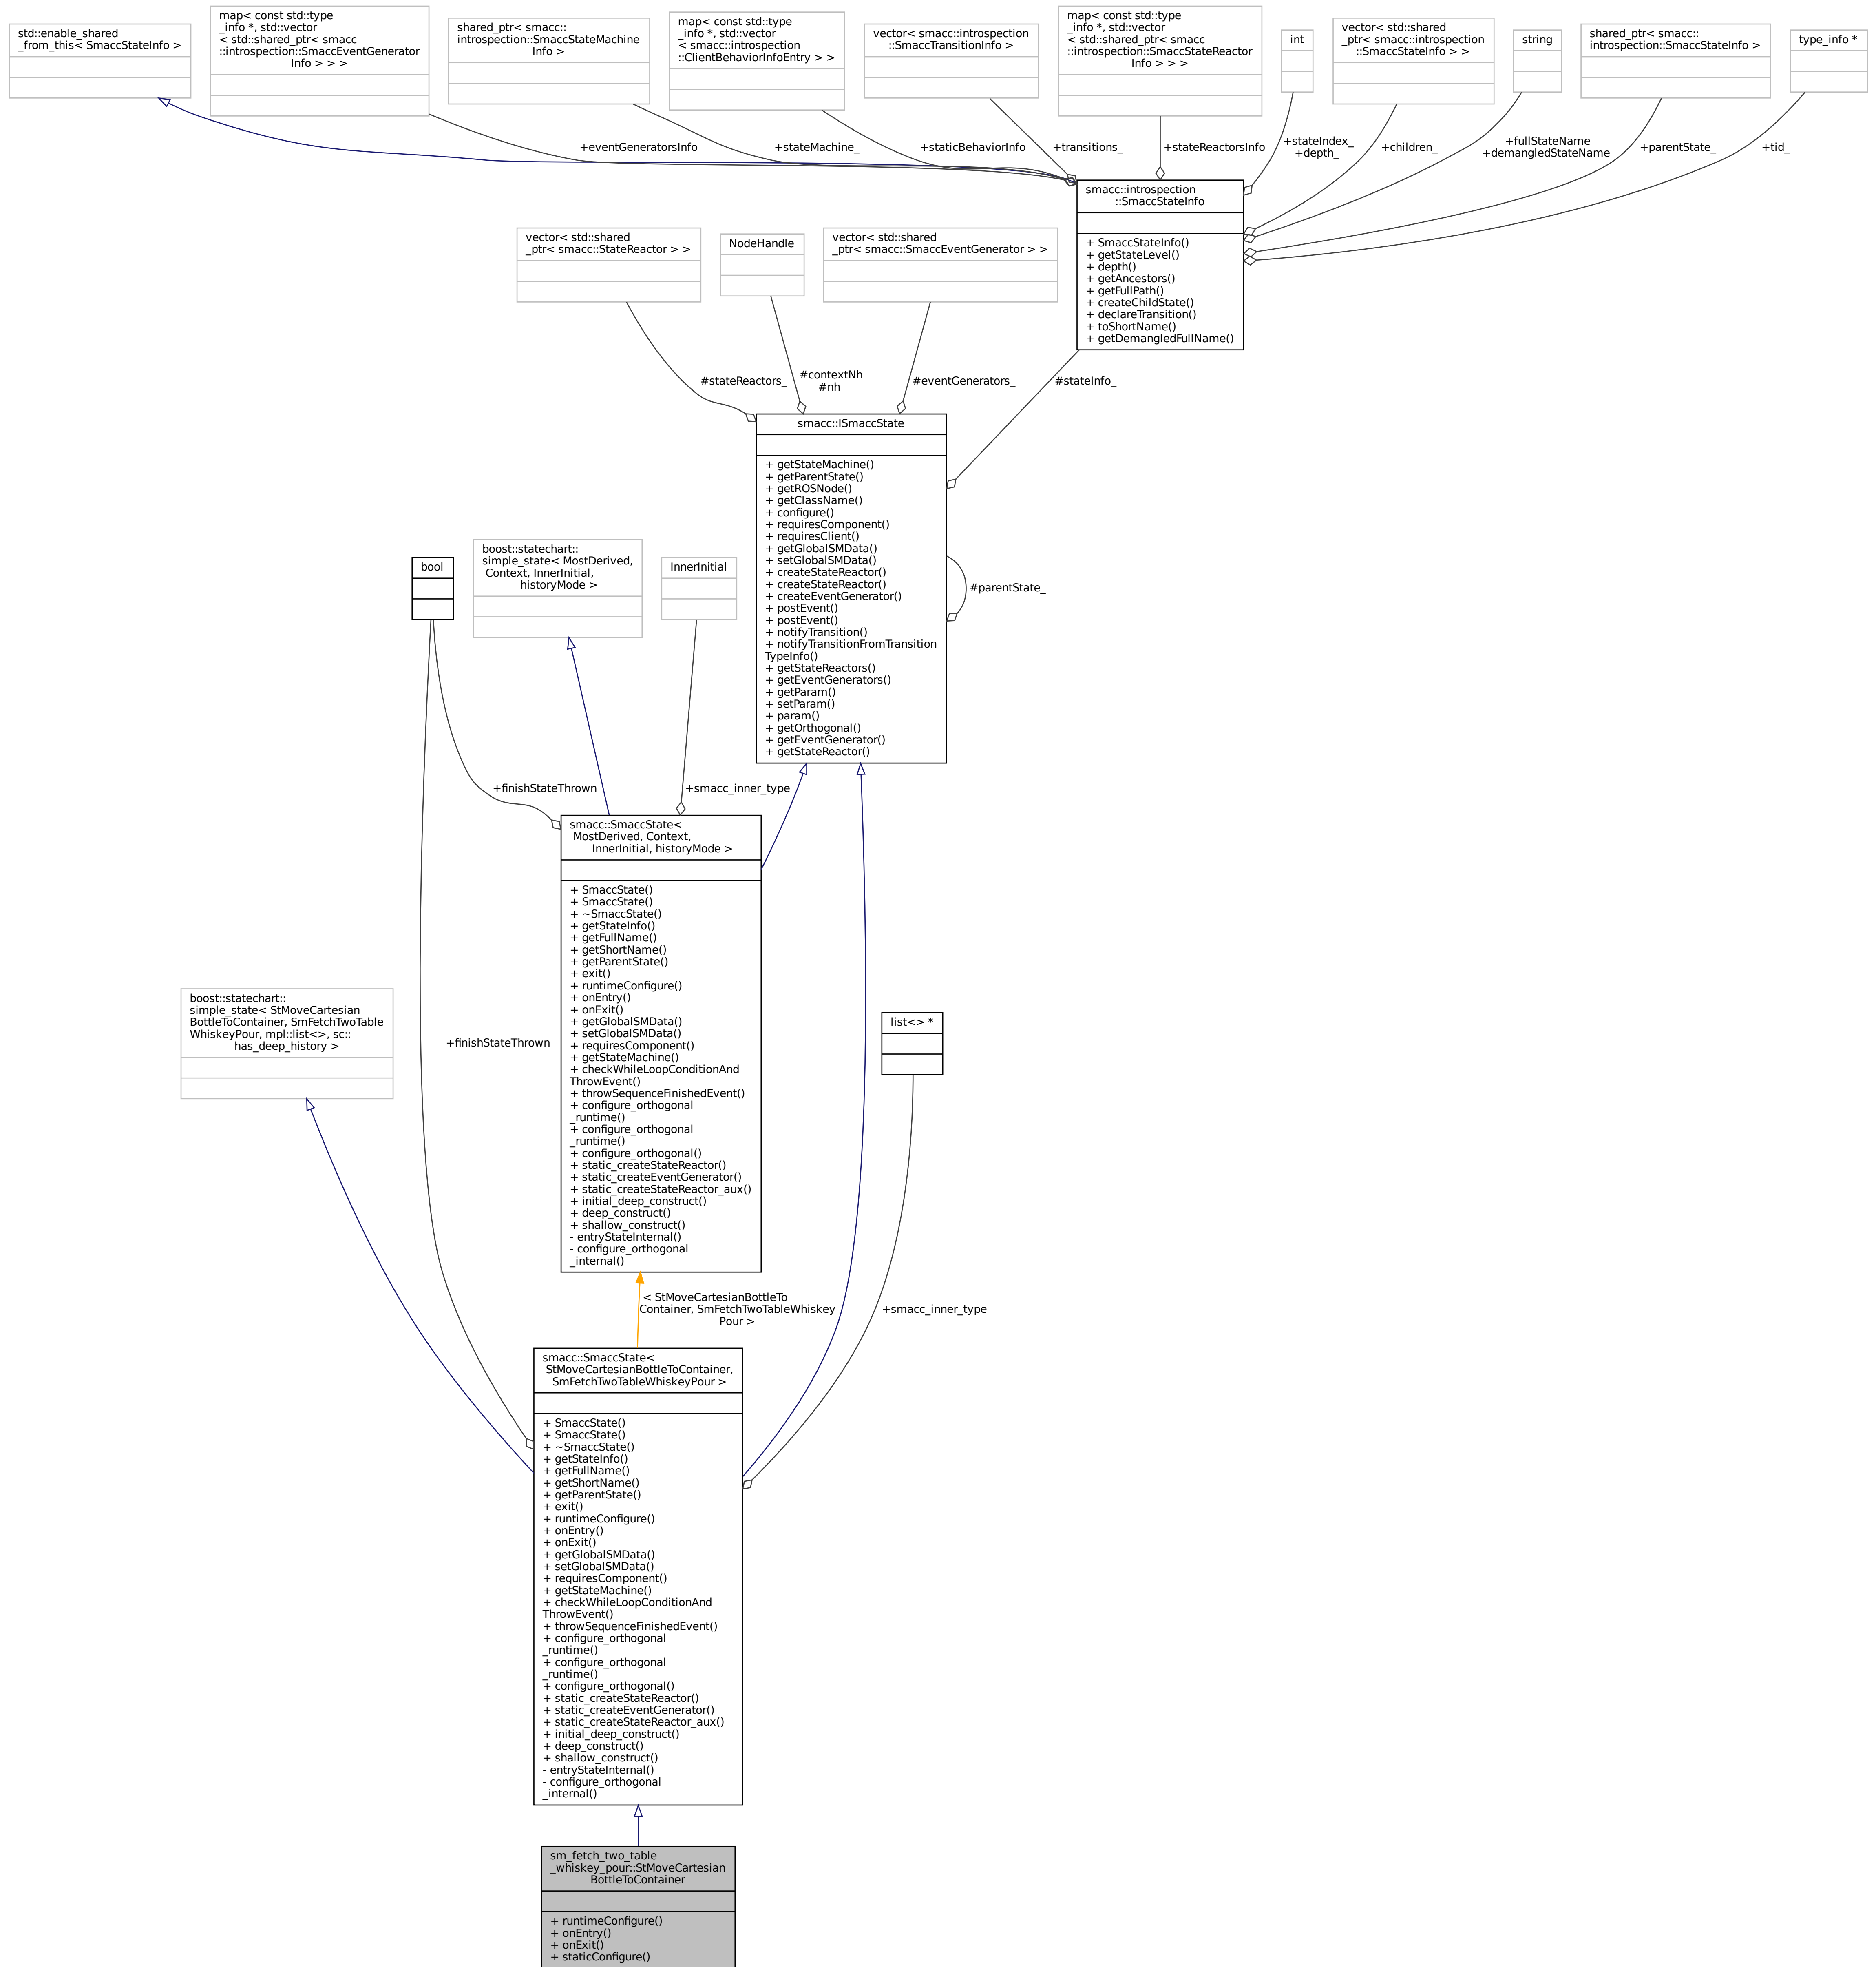 std::enable_shared
_from_this< SmaccStateInfo >
map< const std::type
_info *, std::vector
< std::shared_ptr< smacc
::introspection::SmaccEventGenerator
Info > > >
shared_ptr< smacc::
introspection::SmaccStateMachine
Info >
map< const std::type
_info *, std::vector
< smacc::introspection
::ClientBehaviorInfoEntry > >
vector< smacc::introspection
::SmaccTransitionInfo >
map< const std::type
_info *, std::vector
< std::shared_ptr< smacc
::introspection::SmaccStateReactor
Info > > >
int
vector< std::shared
_ptr< smacc::introspection
::SmaccStateInfo > >
string
shared_ptr< smacc::
introspection::SmaccStateInfo >
type_info *
+eventGeneratorsInfo
+stateMachine_
+staticBehaviorInfo
+transitions_
+stateReactorsInfo
+stateIndex_
+depth_
+children_
+fullStateName
+demangledStateName
+parentState_
+tid_
smacc::introspection
::SmaccStateInfo
+ SmaccStateInfo()
+ getStateLevel()
+ depth()
+ getAncestors()
+ getFullPath()
+ createChildState()
+ declareTransition()
+ toShortName()
+ getDemangledFullName()
vector< std::shared
_ptr< smacc::StateReactor > >
NodeHandle
vector< std::shared
_ptr< smacc::SmaccEventGenerator > >
#stateReactors_
#contextNh
#nh
#eventGenerators_
#stateInfo_
smacc::ISmaccState
+ getStateMachine()
+ getParentState()
+ getROSNode()
+ getClassName()
+ configure()
+ requiresComponent()
+ requiresClient()
+ getGlobalSMData()
+ setGlobalSMData()
+ createStateReactor()
+ createStateReactor()
+ createEventGenerator()
+ postEvent()
+ postEvent()
+ notifyTransition()
+ notifyTransitionFromTransition
TypeInfo()
+ getStateReactors()
+ getEventGenerators()
+ getParam()
+ setParam()
+ param()
+ getOrthogonal()
+ getEventGenerator()
+ getStateReactor()
#parentState_
bool
boost::statechart::
simple_state< MostDerived,
Context, InnerInitial,
historyMode >
InnerInitial
+finishStateThrown
+smacc_inner_type
smacc::SmaccState<
MostDerived, Context,
InnerInitial, historyMode >
+ SmaccState()
+ SmaccState()
+ ~SmaccState()
+ getStateInfo()
+ getFullName()
+ getShortName()
+ getParentState()
+ exit()
+ runtimeConfigure()
+ onEntry()
+ onExit()
+ getGlobalSMData()
+ setGlobalSMData()
+ requiresComponent()
+ getStateMachine()
+ checkWhileLoopConditionAnd
ThrowEvent()
+ throwSequenceFinishedEvent()
+ configure_orthogonal
_runtime()
+ configure_orthogonal
_runtime()
+ configure_orthogonal()
+ static_createStateReactor()
+ static_createEventGenerator()
+ static_createStateReactor_aux()
+ initial_deep_construct()
+ deep_construct()
+ shallow_construct()
- entryStateInternal()
- configure_orthogonal
_internal()
boost::statechart::
simple_state< StMoveCartesian
BottleToContainer, SmFetchTwoTable
WhiskeyPour, mpl::list<>, sc::
has_deep_history >
+finishStateThrown
list<> *
< StMoveCartesianBottleTo
Container, SmFetchTwoTableWhiskey
Pour >
+smacc_inner_type
smacc::SmaccState<
StMoveCartesianBottleToContainer,
SmFetchTwoTableWhiskeyPour >
+ SmaccState()
+ SmaccState()
+ ~SmaccState()
+ getStateInfo()
+ getFullName()
+ getShortName()
+ getParentState()
+ exit()
+ runtimeConfigure()
+ onEntry()
+ onExit()
+ getGlobalSMData()
+ setGlobalSMData()
+ requiresComponent()
+ getStateMachine()
+ checkWhileLoopConditionAnd
ThrowEvent()
+ throwSequenceFinishedEvent()
+ configure_orthogonal
_runtime()
+ configure_orthogonal
_runtime()
+ configure_orthogonal()
+ static_createStateReactor()
+ static_createEventGenerator()
+ static_createStateReactor_aux()
+ initial_deep_construct()
+ deep_construct()
+ shallow_construct()
- entryStateInternal()
- configure_orthogonal
_internal()
sm_fetch_two_table
_whiskey_pour::StMoveCartesian
BottleToContainer
+ runtimeConfigure()
+ onEntry()
+ onExit()
+ staticConfigure()